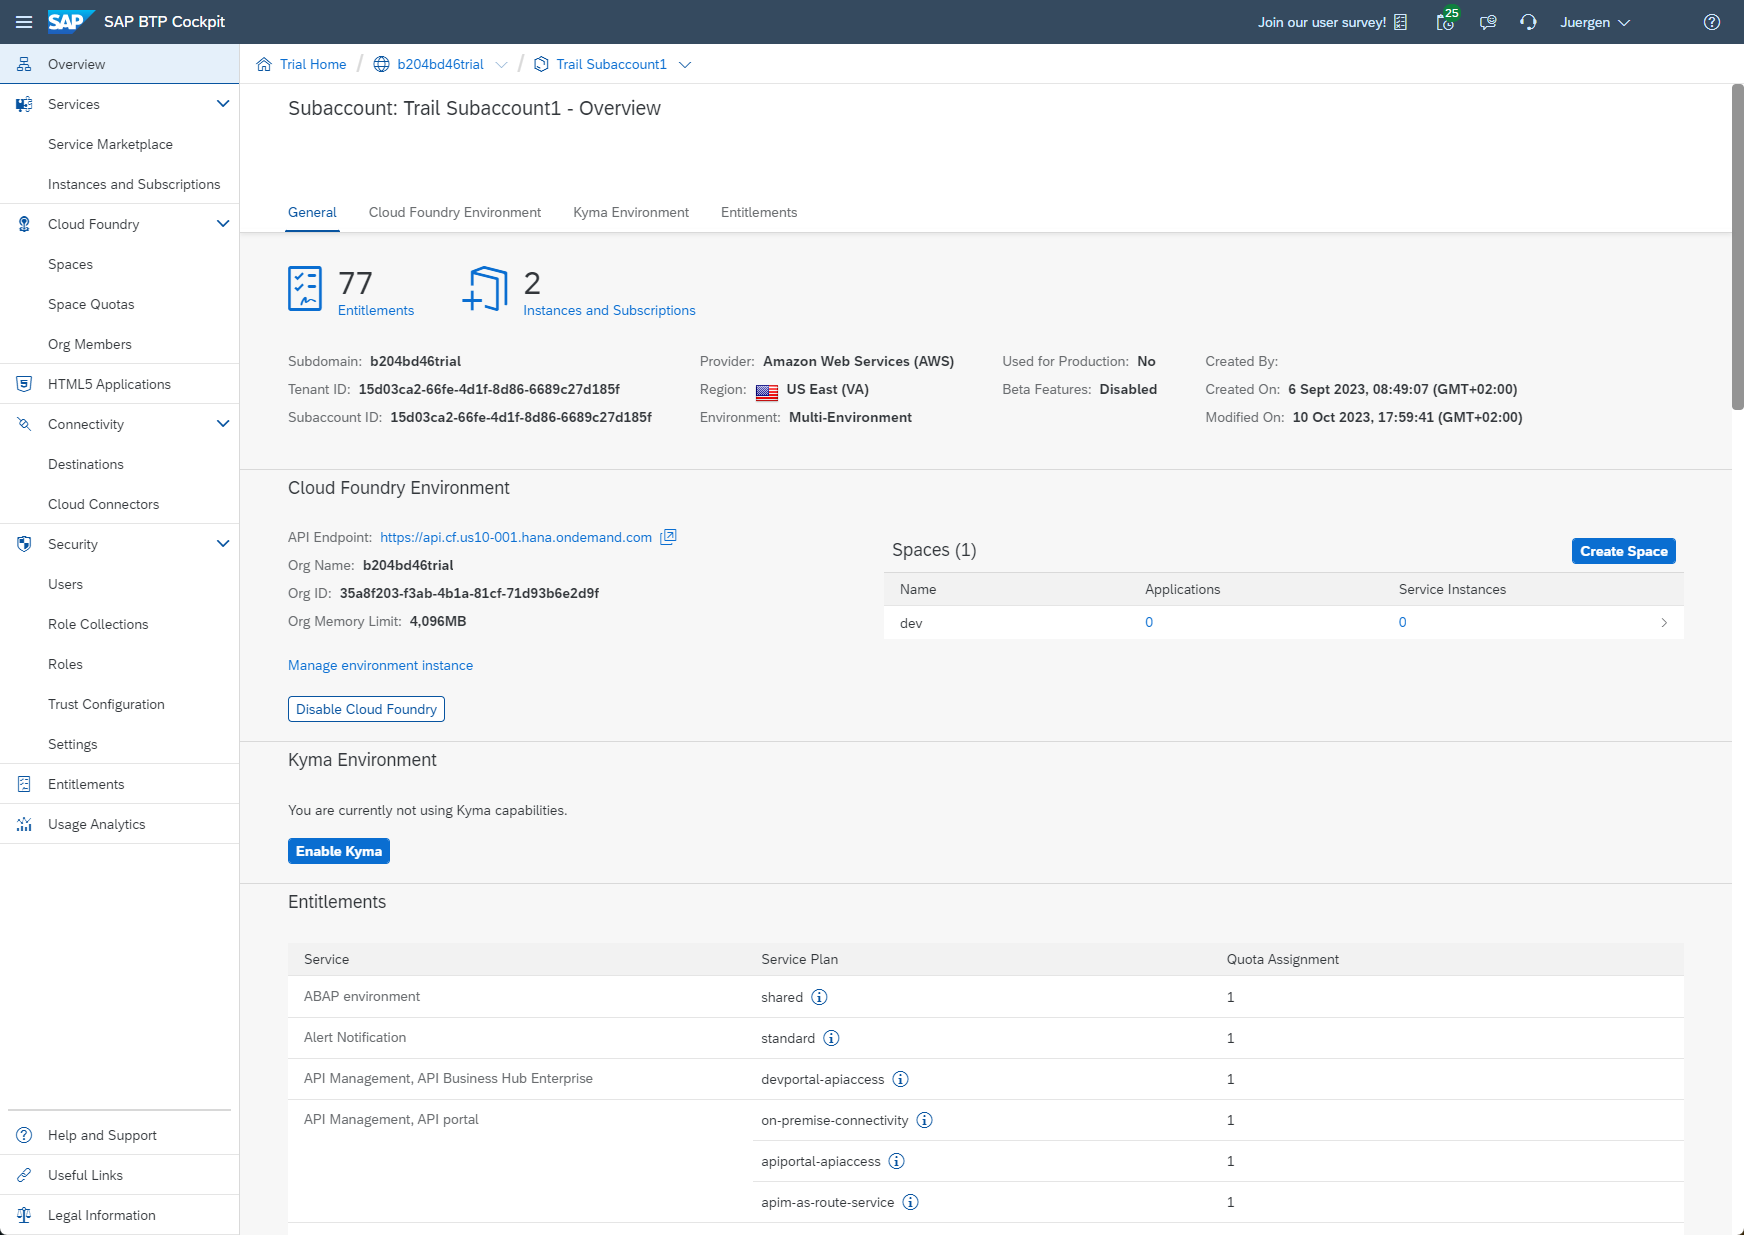 SAP SAP BTP Cockpit
Join our user survey!
25
Juergen
Overview
Services
Service Marketplace
Instances and Subscriptions
Cloud Foundry
Spaces
Space Quotas
Org Members
HTML5 Applications
Connectivity
Destinations
Cloud Connectors
Security
Users
Role Collections
Roles
Trust Configuration
Settings
Entitlements
Usage Analytics
Help and Support
Useful Links
Legal Information
Trial Home / b204bd46trial / Trail Subaccount1
Subaccount: Trail Subaccount1 - Overview
General Cloud Foundry Environment Kyma Environment Entitlements
77
Entitlements
2
Instances and Subscriptions
Subdomain: b204bd46trial
Tenant ID: 15d03ca2-66fe-4d1f-8d86-6689c27d185f
Subaccount ID: 15d03ca2-66fe-4d1f-8d86-6689c27d185f
Provider: Amazon Web Services (AWS)
Region: US East (VA)
Environment: Multi-Environment
Used for Production: No
Beta Features: Disabled
Created By:
Created On: 6 Sept 2023, 08:49:07 (GMT+02:00)
Modified On: 10 Oct 2023, 17:59:41 (GMT+02:00)
Cloud Foundry Environment
API Endpoint: https://api.cf.us10-001.hana.ondemand.com
Org Name: b204bd46trial
Org ID: 35a8f203-f3ab-4b1a-81cf-71d93b6e2d9f
Org Memory Limit: 4,096MB
Manage environment instance
Disable Cloud Foundry
Spaces (1)
Create Space
Name Applications Service Instances
dev 0 0
Kyma Environment
You are currently not using Kyma capabilities.
Enable Kyma
Entitlements
Service Service Plan Quota Assignment
ABAP environment shared 1
Alert Notification standard 1
API Management, API Business Hub Enterprise devportal-apiaccess 1
API Management, API portal on-premise-connectivity 1
apiportal-apiaccess 1
apim-as-route-service 1